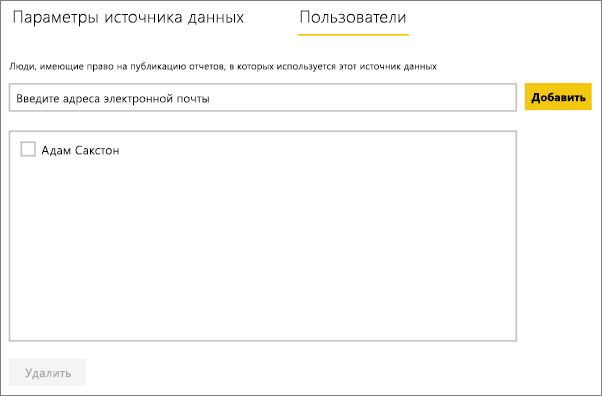 Параметры источника данных Пользователи
Люди, имеющие право на публикацию отчетов, в которых используется этот источник данных
Введите адреса электронной почты Добавить
Адам Сакстон
Удалить